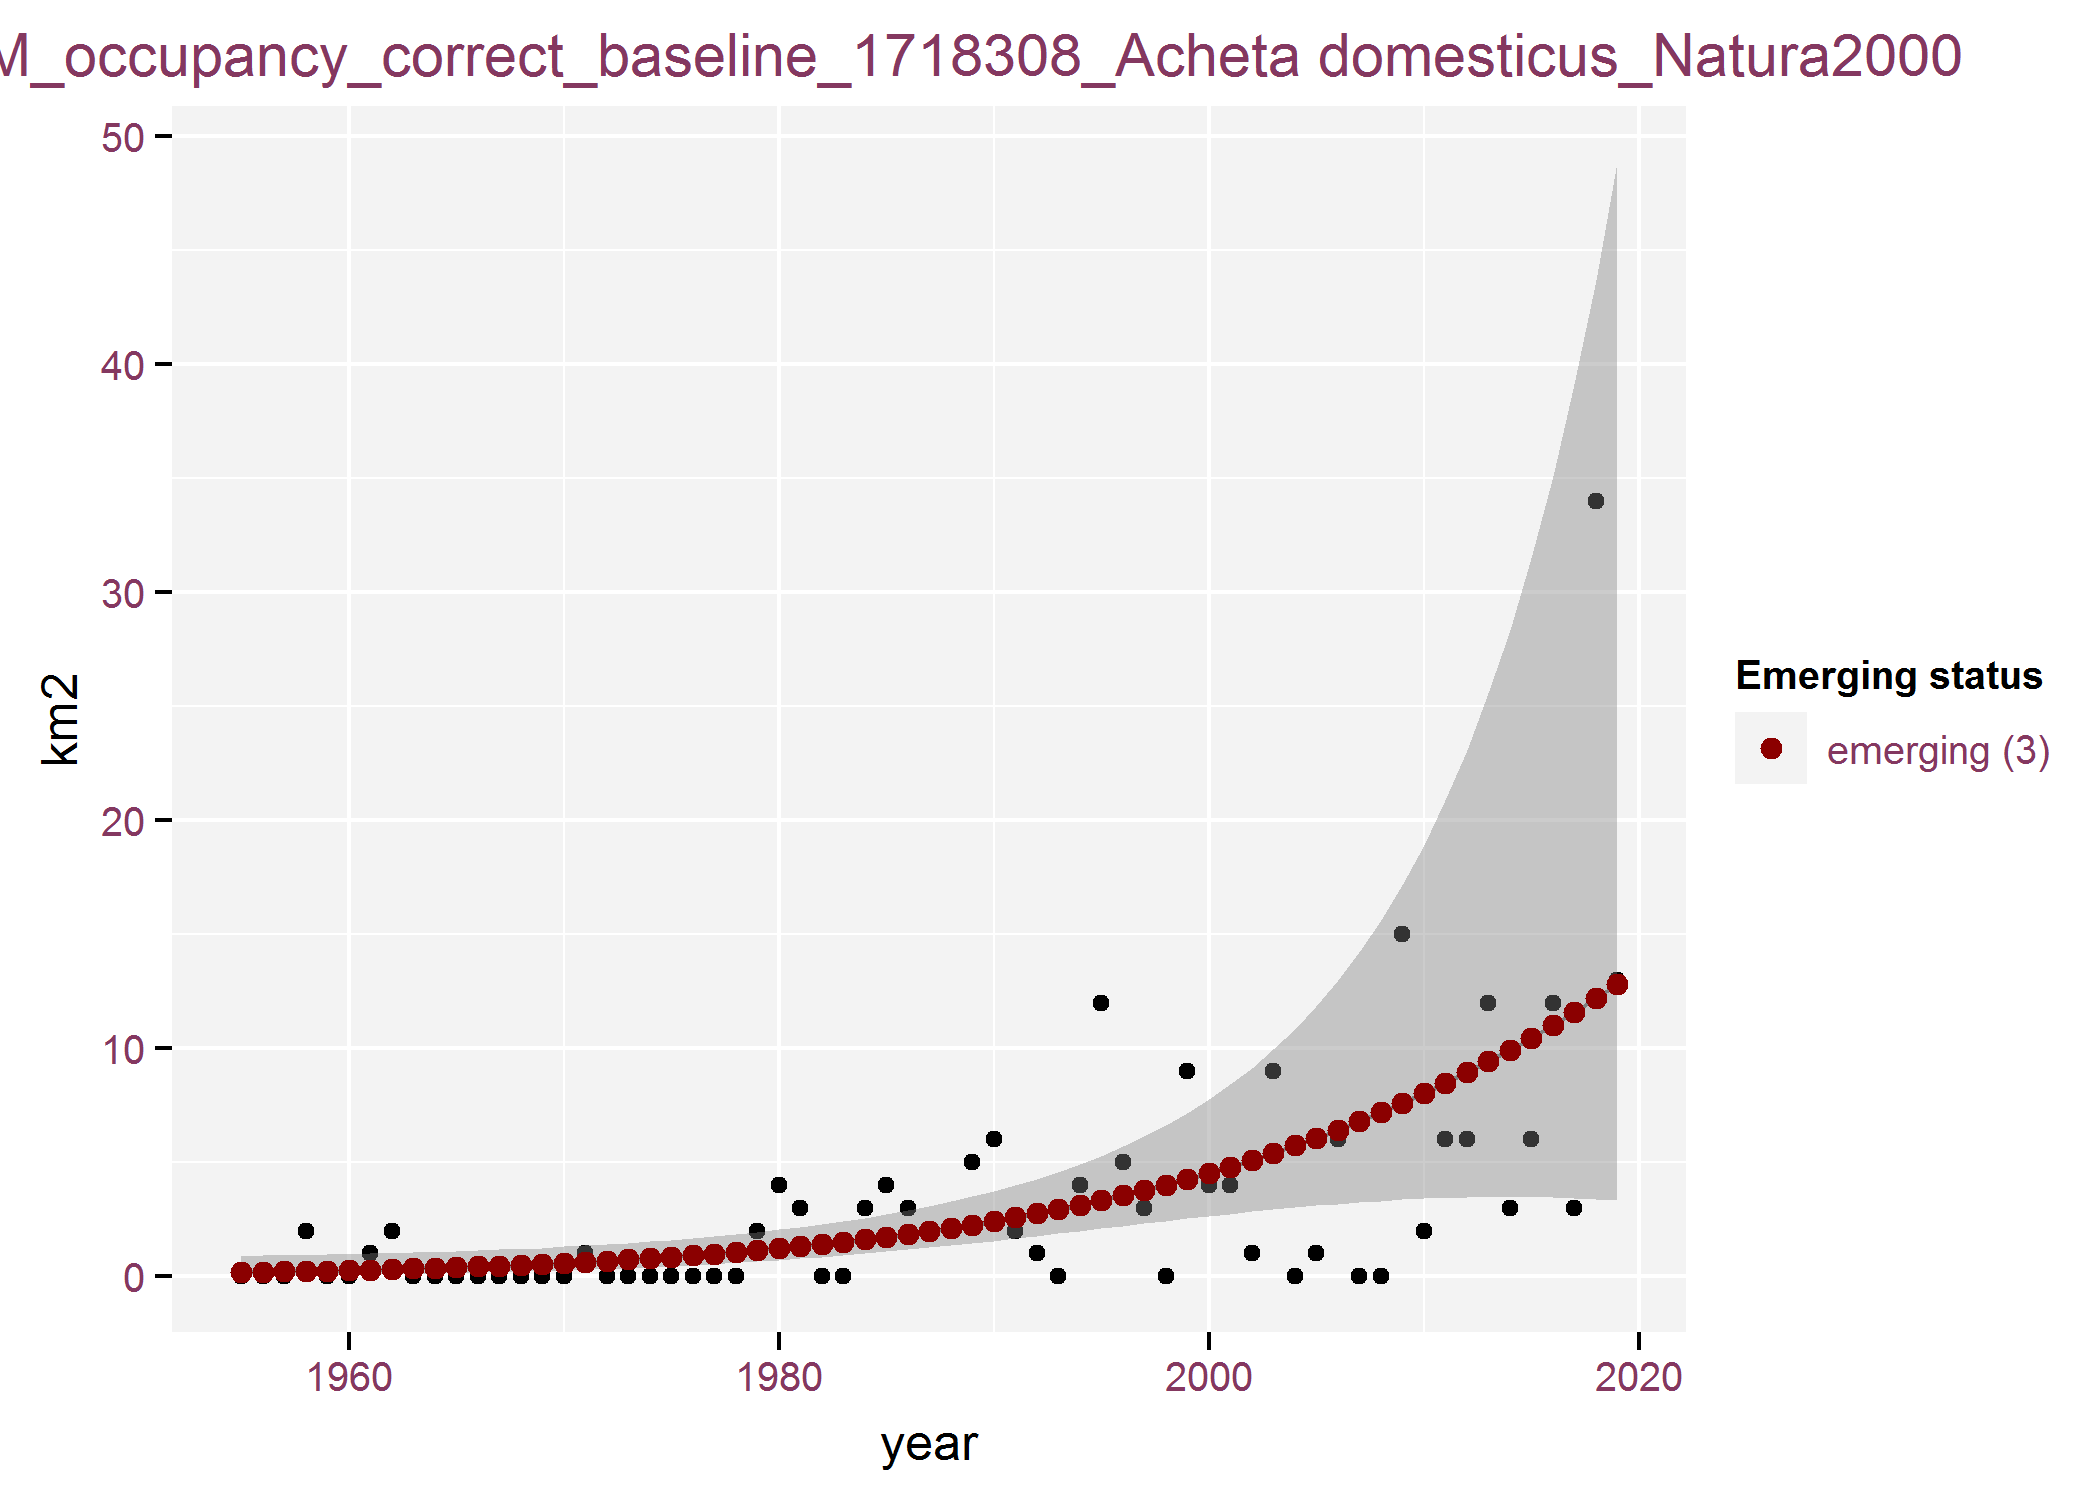 M_occupancy_correct_baseline_1718308_Acheta domesticus_Natura2000
50
40
30
20
10
0
km2
1960
1980
2000
2020
year
Emerging status
emerging (3)